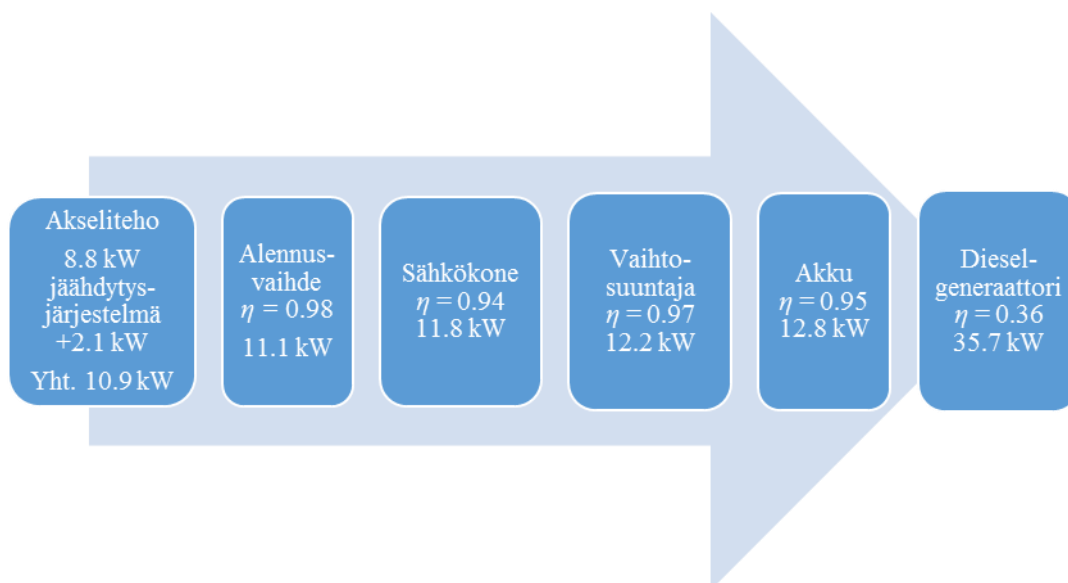 Akseliteho
8.8 kW
jäähdytys-
järjestelmä
+2.1 kW
Yht. 10.9 kW
Alennus-
vaihde
η = 0.98
11.1 kW
Sähkökone
η = 0.94
11.8 kW
Vaihto-
suuntaja
η = 0.97
12.2 kW
Akku
η = 0.95
12.8 kW
Diesel-
generaattori
η = 0.36
35.7 kW